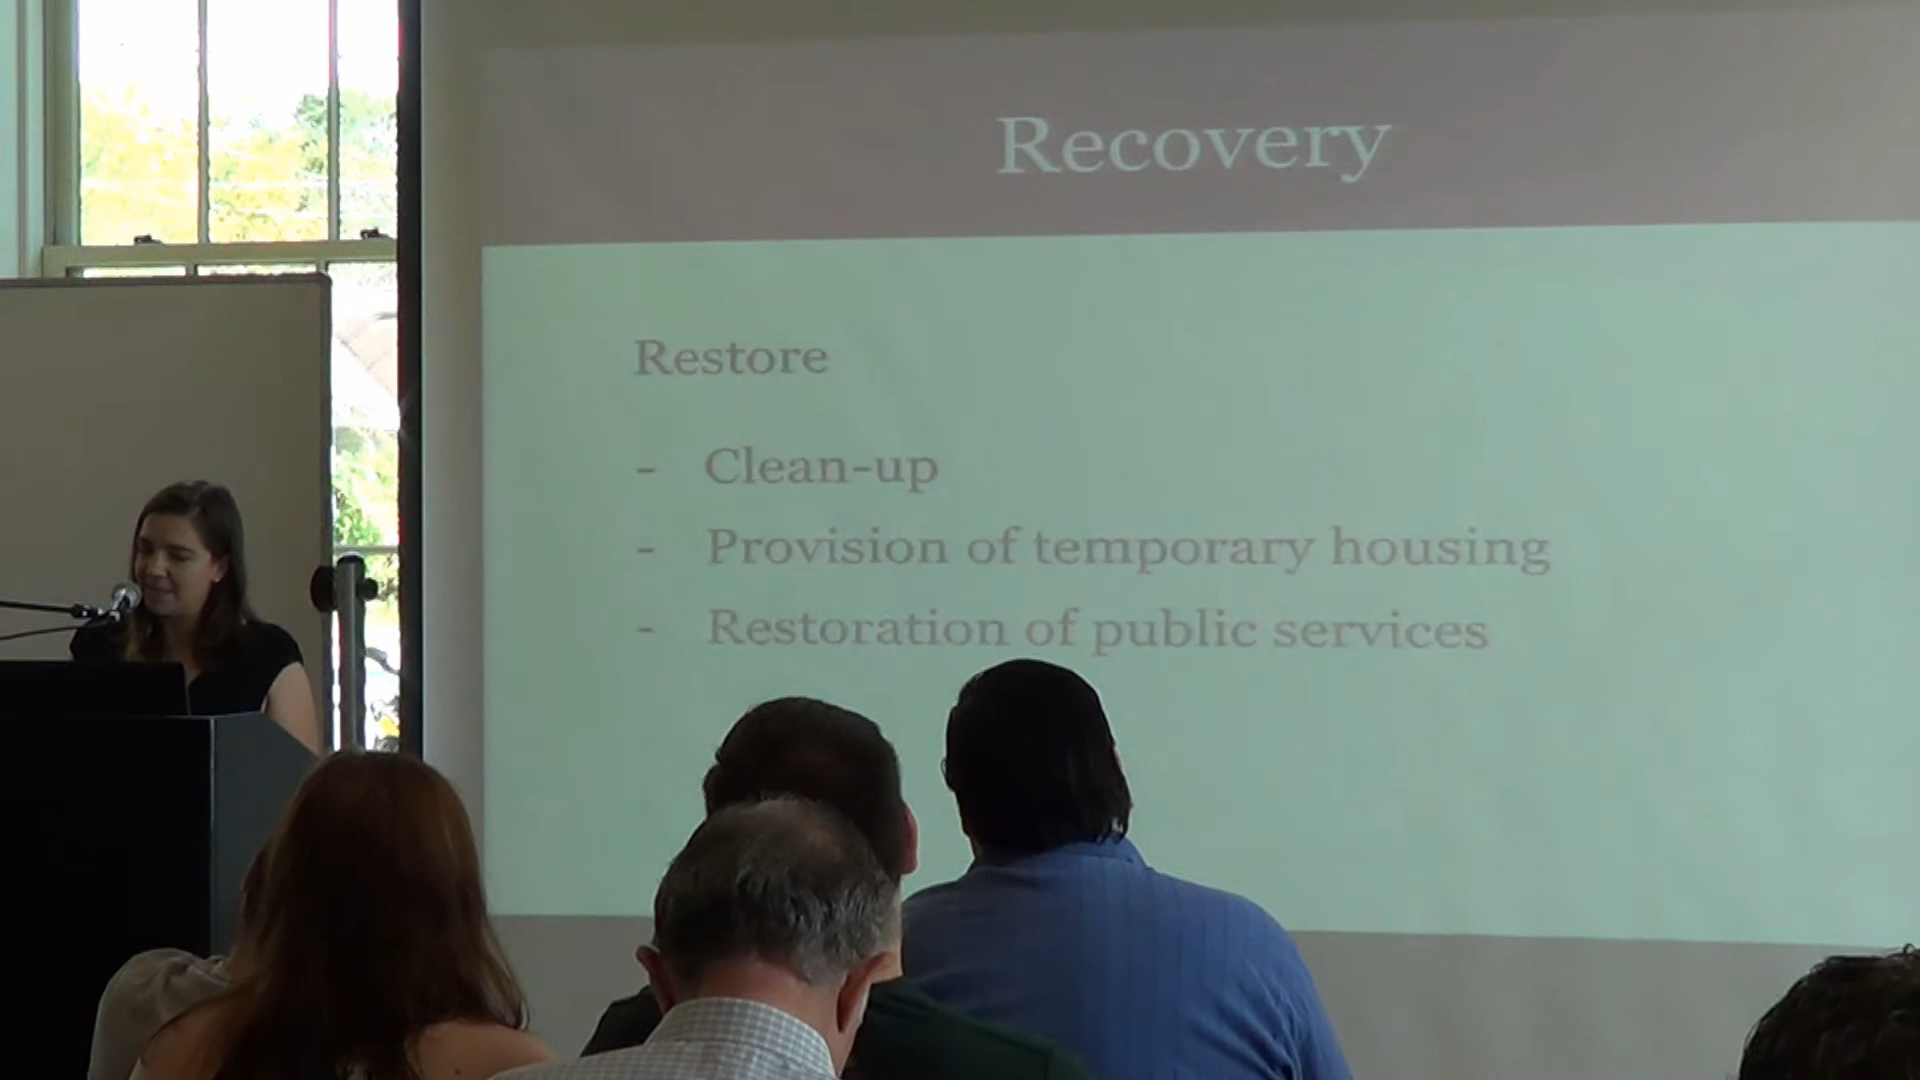 Recovery
Restore
- Clean-up
- Provision of temporary housing
- Restoration of public services